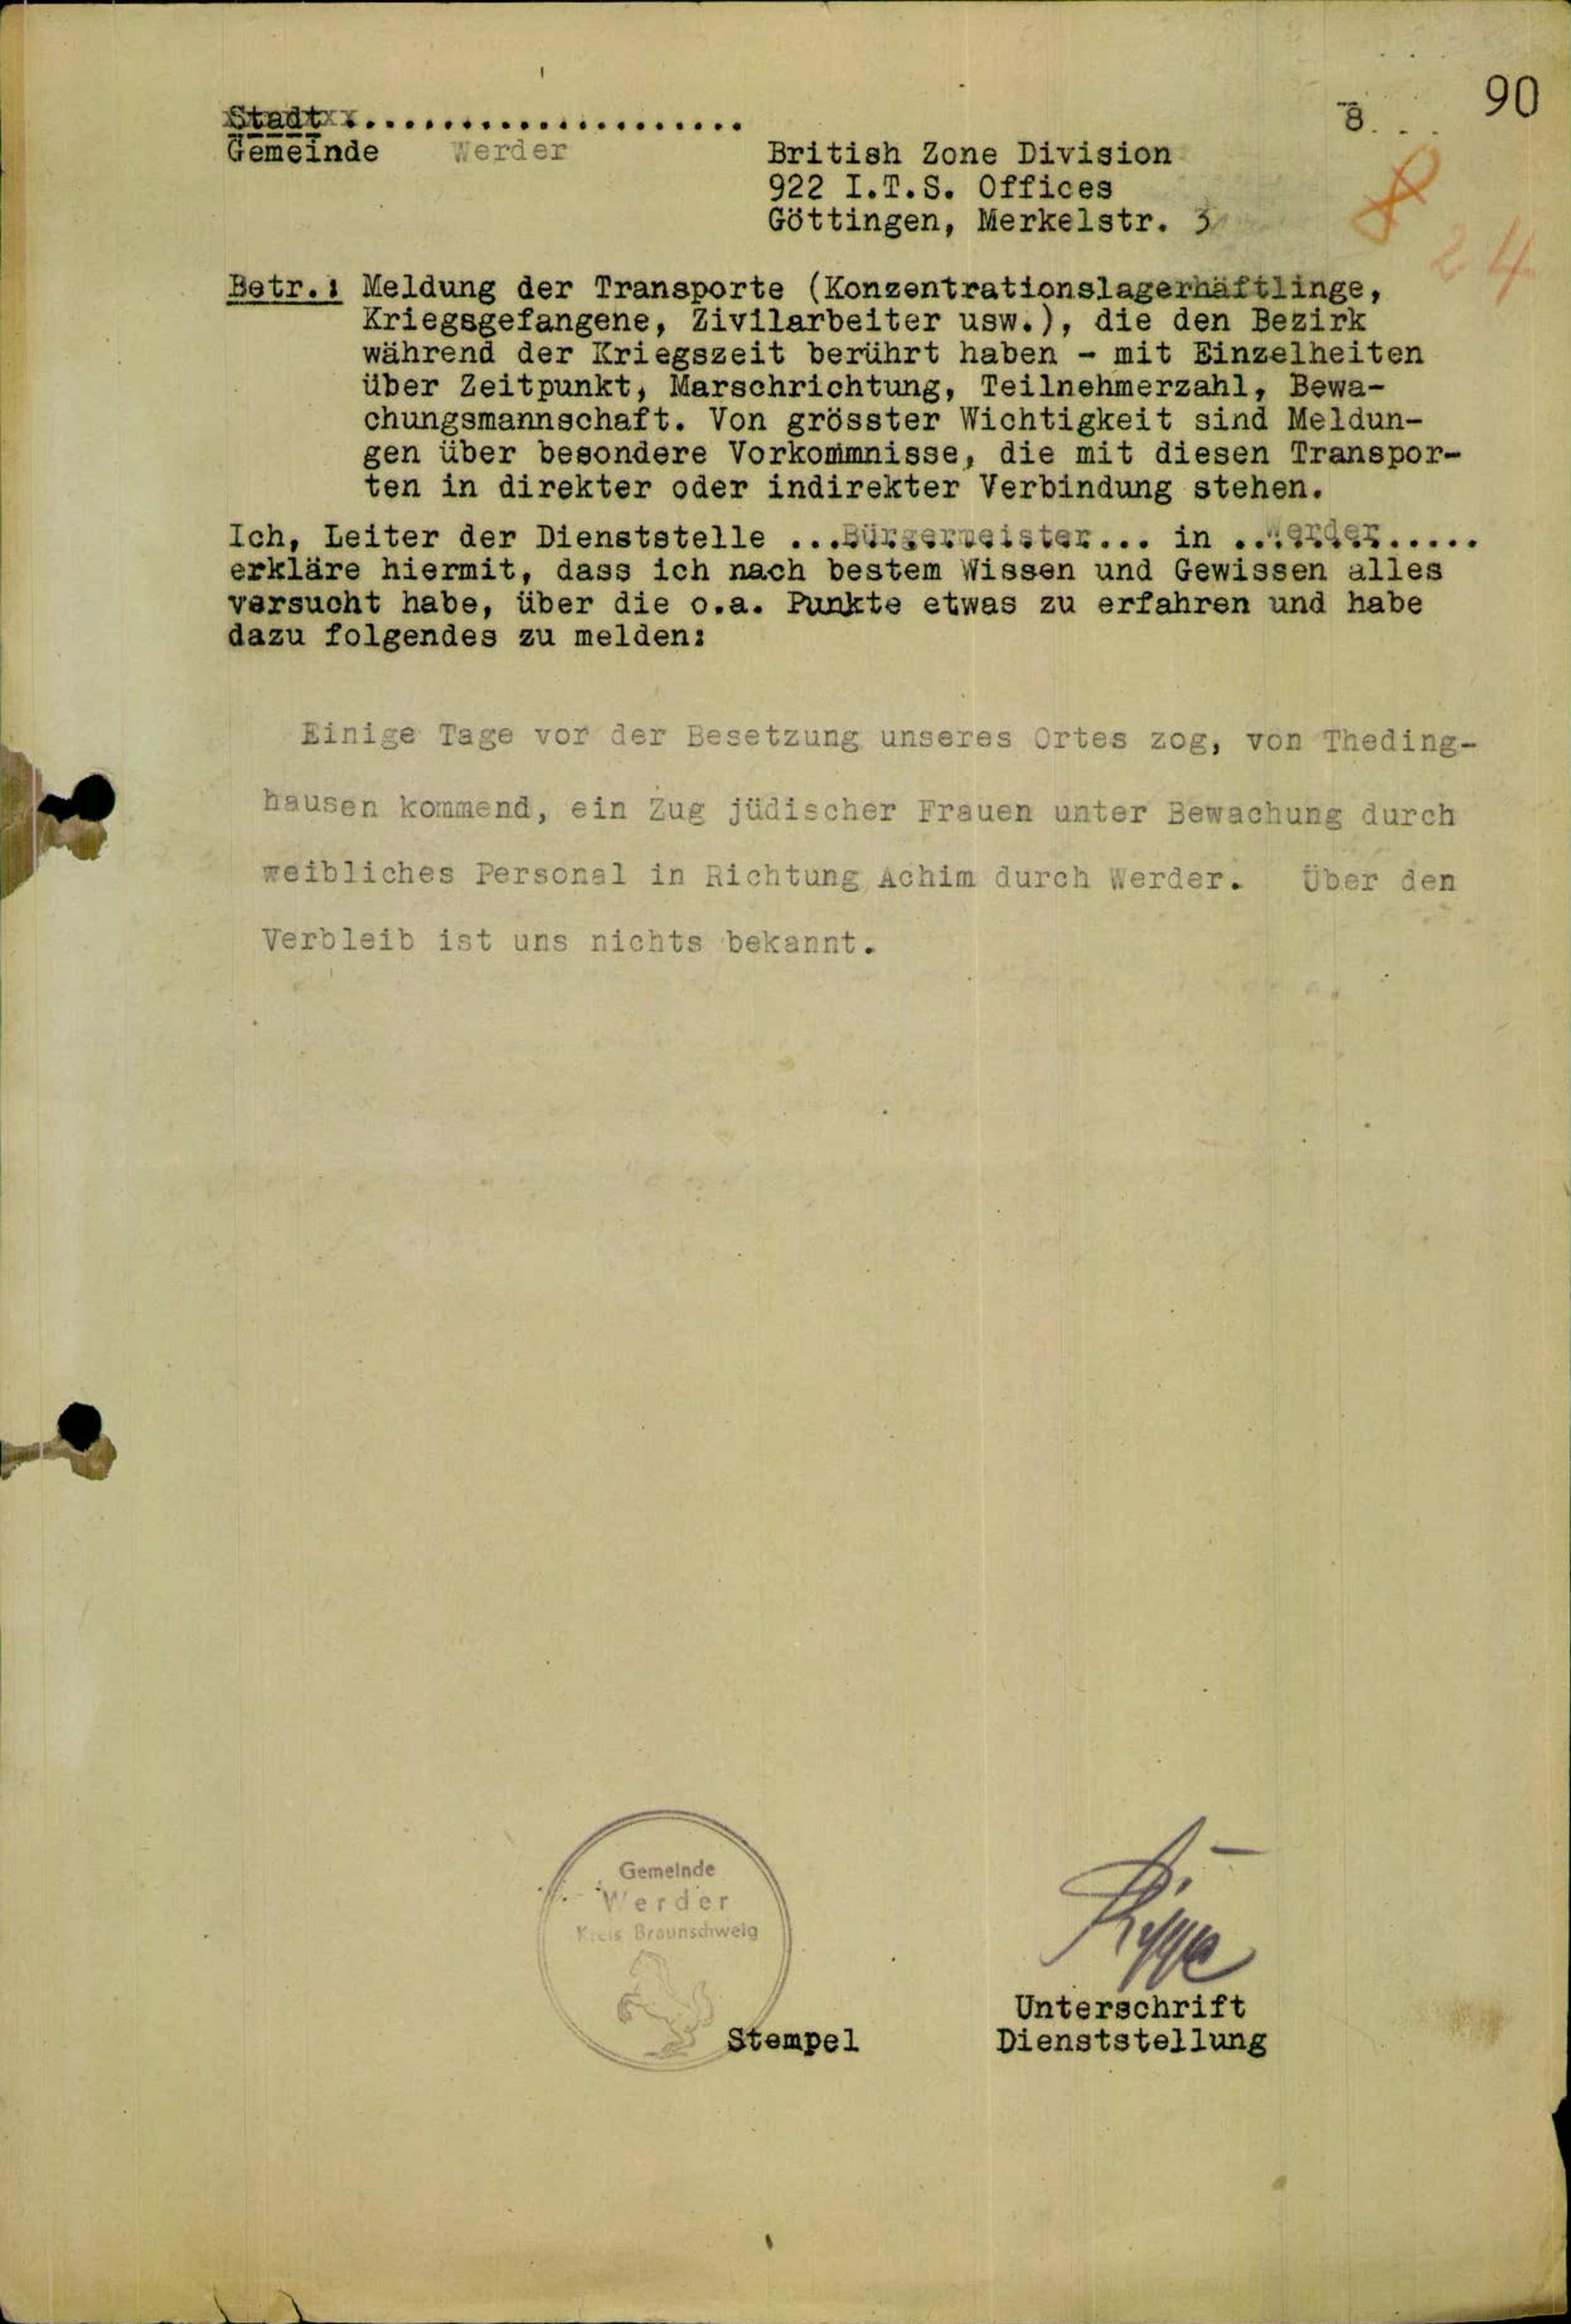 90
8
Stadt xx......................
Gemeinde Werder
British Zone Division
922 I.T.S. Offices
Göttingen, Merkelstr. 3
8
24
Betr.: Meldung der Transporte (Konzentrationslagerhäftlinge,
Kriegsgefangene, Zivilarbeiter usw.), die den Bezirk
während der Kriegszeit berührt haben - mit Einzelheiten
über Zeitpunkt, Marschrichtung, Teilnehmerzahl, Bewa-
chungsmannschaft. Von grösster Wichtigkeit sind Meldun-
gen über besondere Vorkommnisse, die mit diesen Transpor-
ten in direkter oder indirekter Verbindung stehen.
Ich, Leiter der Dienststelle ...Bürgermeister... in ..Werder.....
erkläre hiermit, dass ich nach bestem Wissen und Gewissen alles
versucht habe, über die o.a. Punkte etwas zu erfahren und habe
dazu folgendes zu melden:
Einige Tage vor der Besetzung unseres Ortes zog, von Theding-
hausen kommend, ein Zug jüdischer Frauen unter Bewachung durch
weibliches Personal in Richtung Achim durch Werder. Über den
Verbleib ist uns nichts bekannt.
Gemeinde
Werder
Kreis Braunschweig
Stempel
Unterschrift
Dienststellung